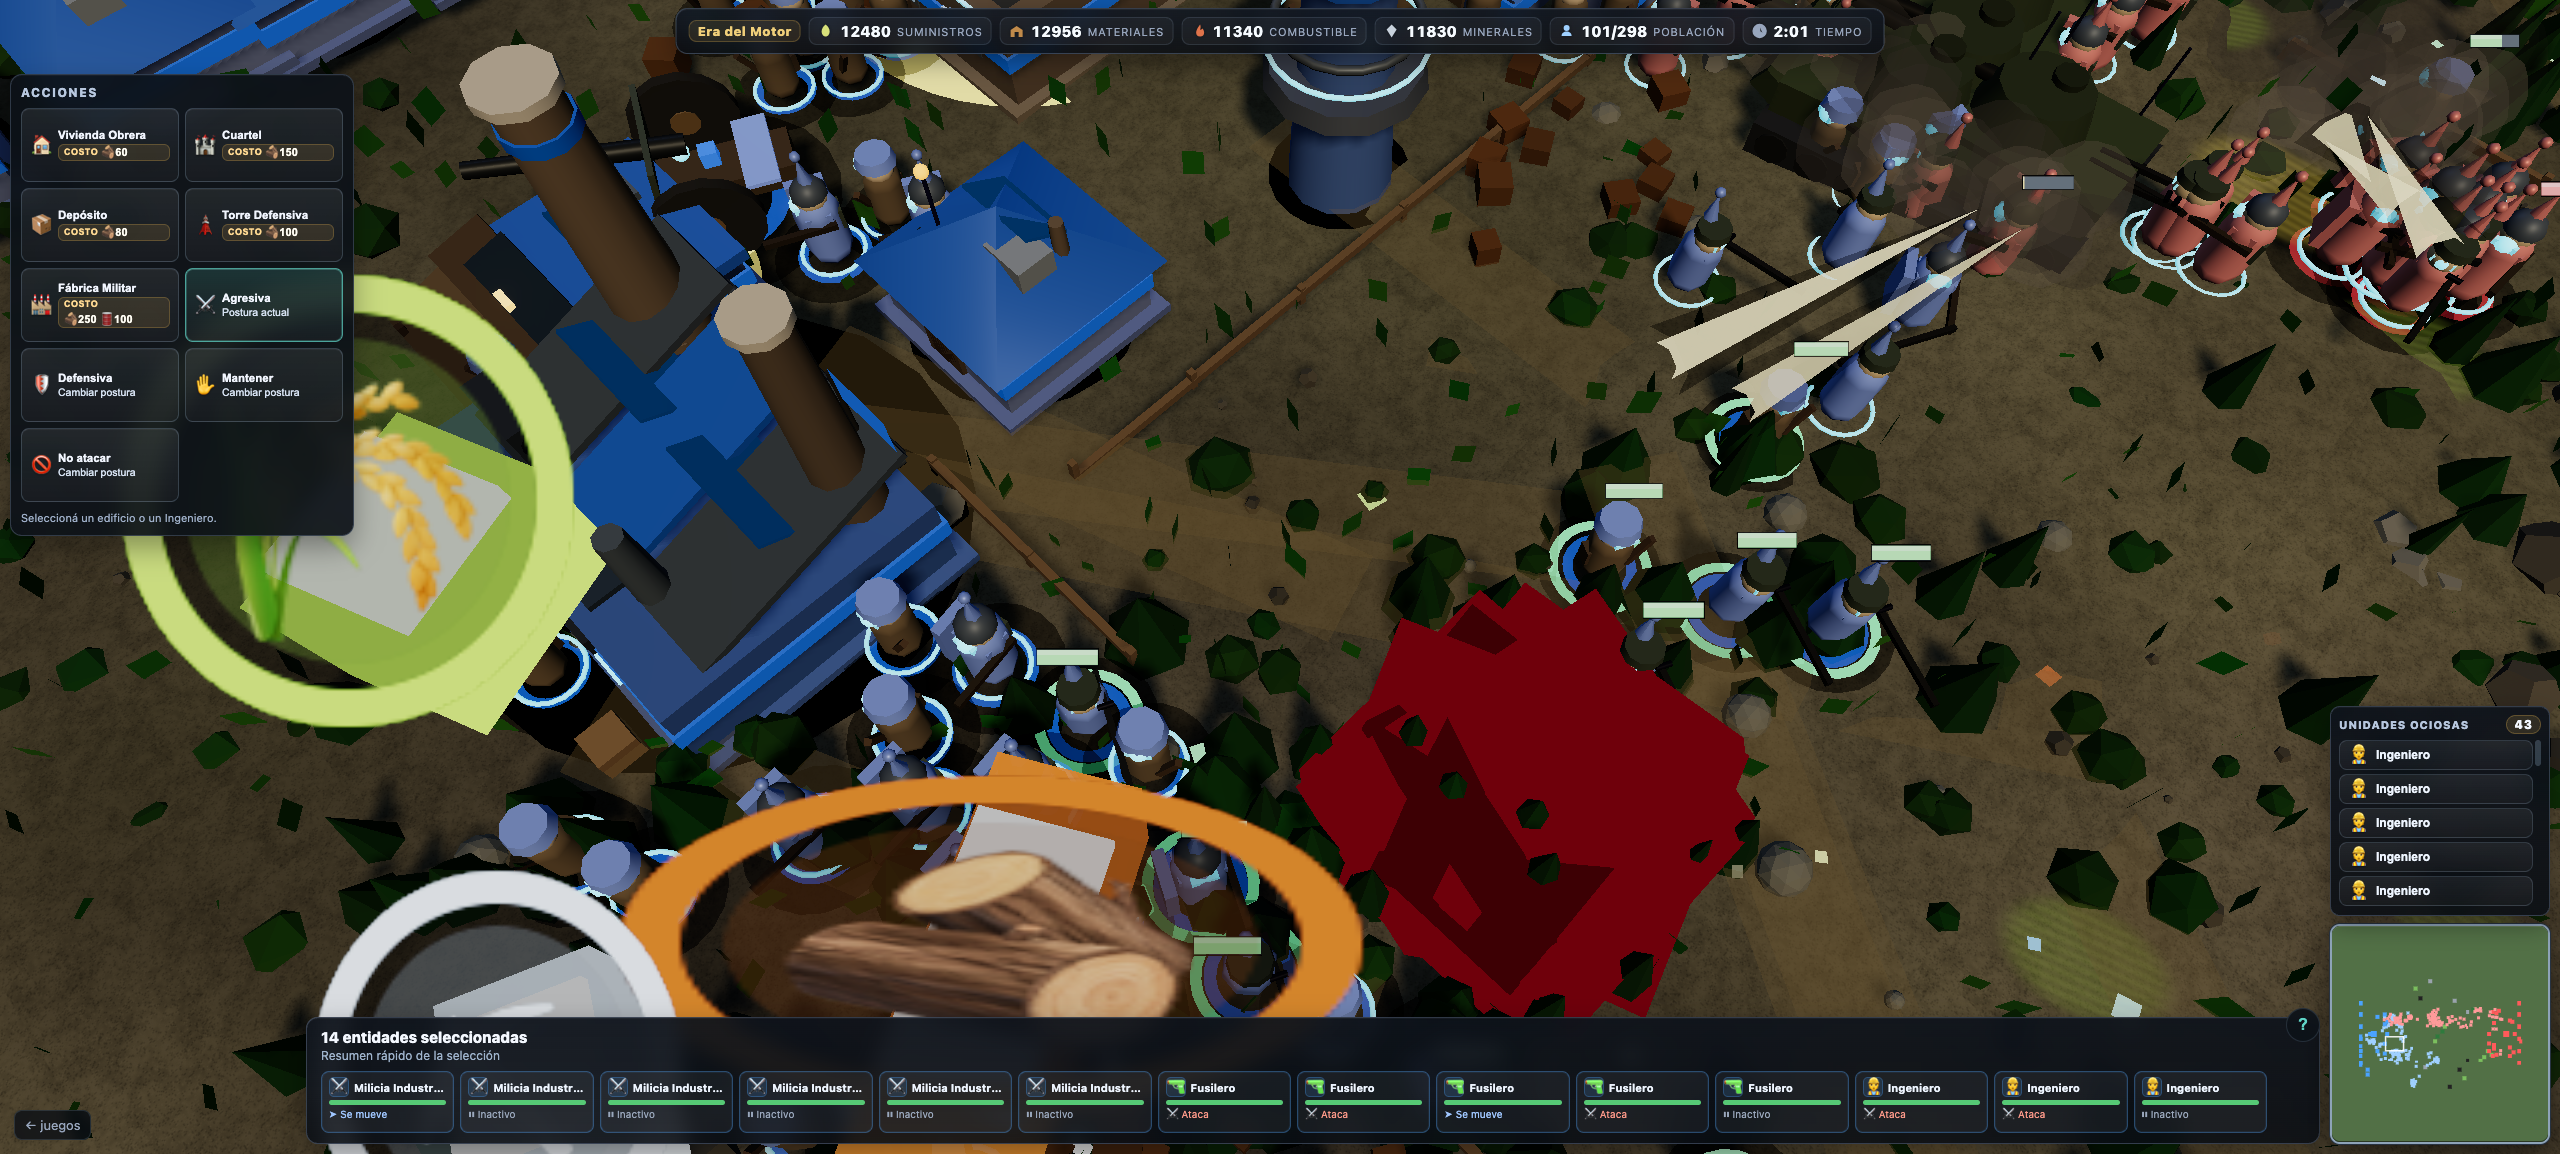 Era del Motor 12480 SUMINISTROS 12956 MATERIALES 11340 COMBUSTIBLE 11830 MINERALES 101/298 POBLACIÓN 2:01 TIEMPO
ACCIONES
Vivienda Obrera
COSTO 60
Cuartel
COSTO 150
Depósito
COSTO 80
Torre Defensiva
COSTO 100
Fábrica Militar
COSTO
250 100
Agresiva
Postura actual
Defensiva
Cambiar postura
Mantener
Cambiar postura
No atacar
Cambiar postura
Seleccioná un edificio o un Ingeniero.
UNIDADES OCIOSAS 43
Ingeniero
Ingeniero
Ingeniero
Ingeniero
Ingeniero
14 entidades seleccionadas
Resumen rápido de la selección
?
Milicia Industr...
Se mueve
Milicia Industr...
Inactivo
Milicia Industr...
Inactivo
Milicia Industr...
Inactivo
Milicia Industr...
Inactivo
Milicia Industr...
Inactivo
Fusilero
Ataca
Fusilero
Ataca
Fusilero
Se mueve
Fusilero
Ataca
Fusilero
Inactivo
Ingeniero
Ataca
Ingeniero
Ataca
Ingeniero
Inactivo
← juegos